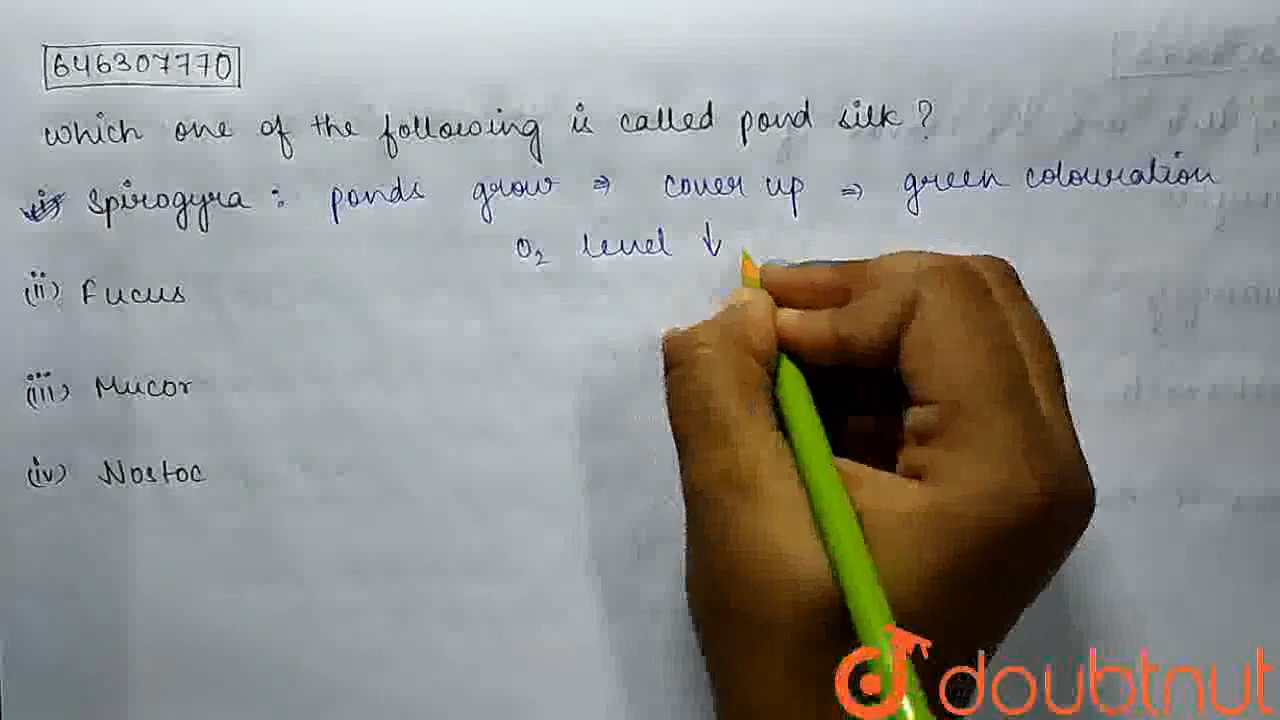 646307770
Which one of the following is called pond silk?
(i) Spirogyra : ponds grow ⇒ cover up ⇒ green colouration
O₂ level ↓
(ii) Fucus
(iii) Mucor
(iv) Nostoc
doubtnut